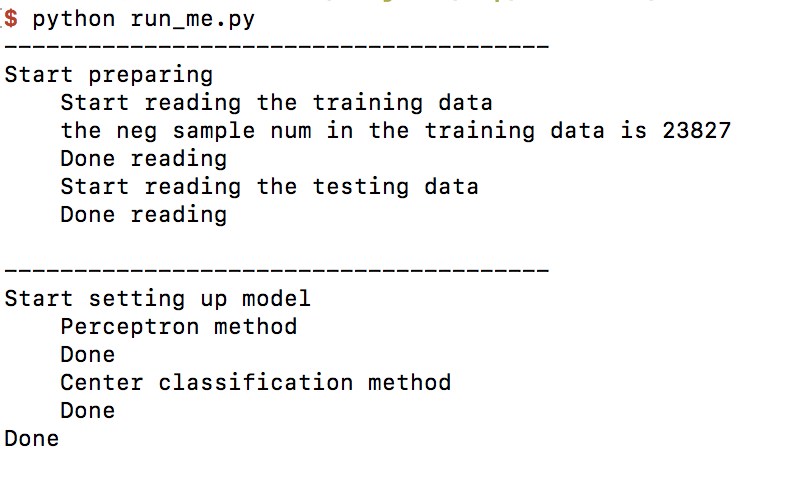 $ python run_me.py
---------------------------------------
Start preparing
    Start reading the training data
    the neg sample num in the training data is 23827
    Done reading
    Start reading the testing data
    Done reading

---------------------------------------
Start setting up model
    Perceptron method
    Done
    Center classification method
    Done
Done